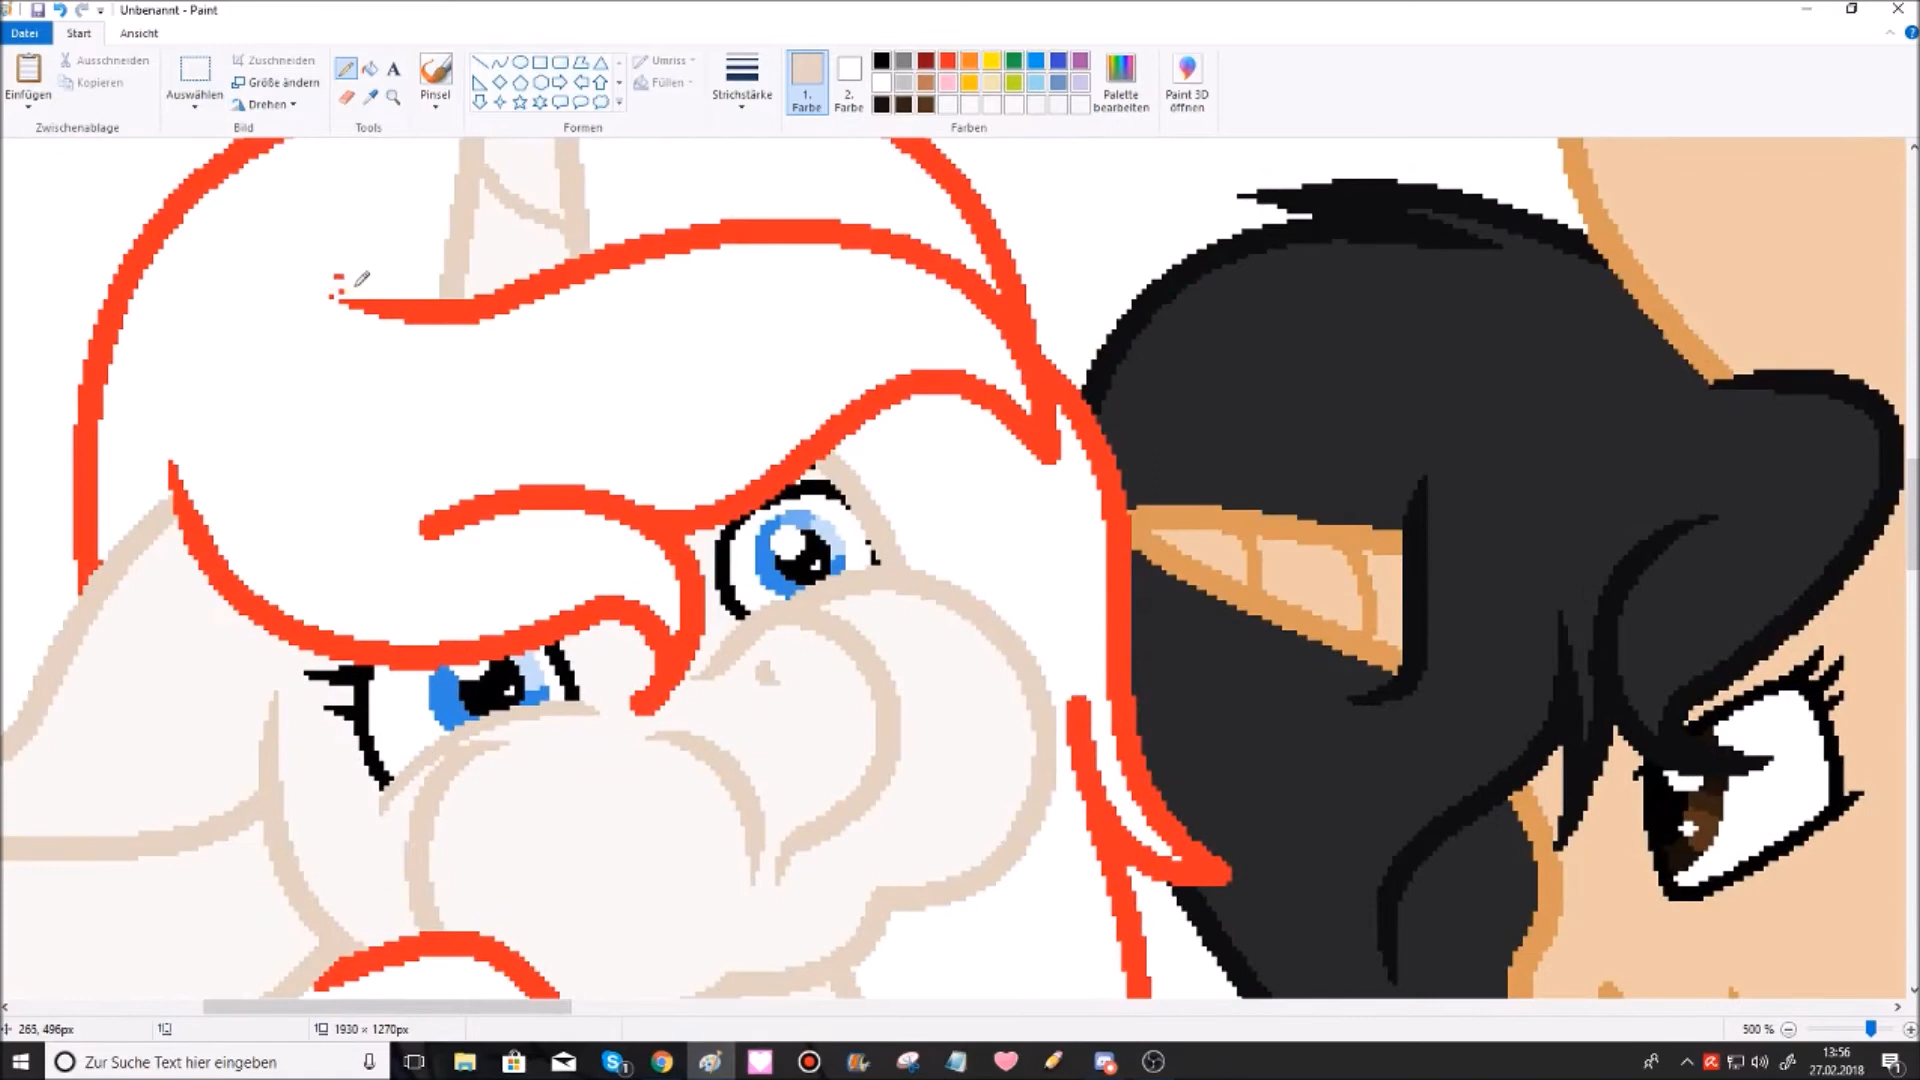 Unbenannt - Paint
Datei Start Ansicht
Einfügen
Ausschneiden
Kopieren
Zwischenablage
Auswählen
Zuschneiden
Größe ändern
Drehen
Bild
A
Tools
Pinsel
Umriss
Füllen
Formen
Strichstärke
1.
Farbe
2.
Farbe
Palette
bearbeiten
Paint 3D
öffnen
Farben
265, 496px
1930 × 1270px
500 %
Zur Suche Text hier eingeben
13:56
27.02.2018